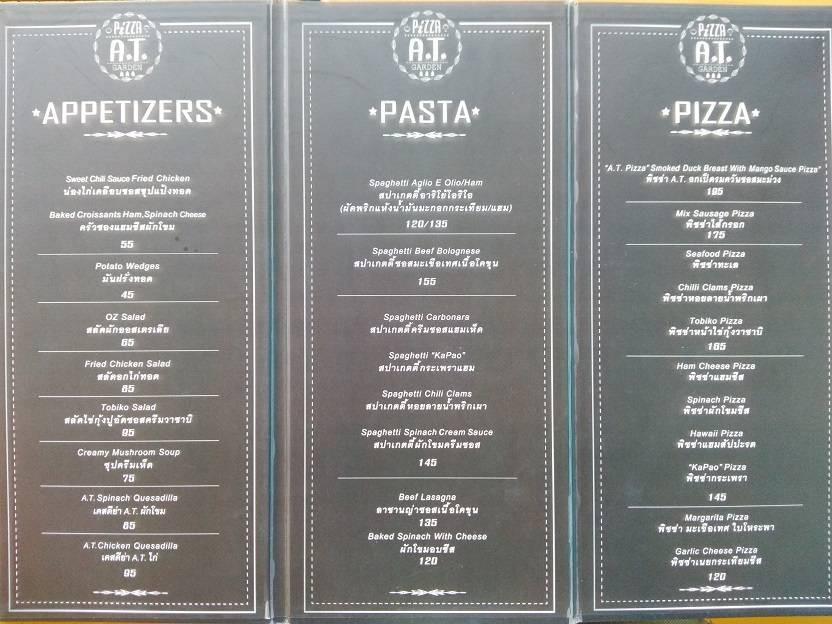 PIZZA
A.T.
GARDEN
APPETIZERS
Sweet Chili Sauce Fried Chicken
น่องไก่เคลือบซอสชุปแป้งทอด
Baked Croissants Ham,Spinach Cheese
ครัวซองแฮมชีสผักโขม
55
Potato Wedges
มันฝรั่งทอด
45
OZ Salad
สลัดผักออสเตรเลีย
65
Fried Chicken Salad
สลัดอกไก่ทอด
85
Tobiko Salad
สลัดไข่กุ้งปูอัดซอสครีมวาซาบิ
95
Creamy Mushroom Soup
ซุปครีมเห็ด
75
A.T.Spinach Quesadilla
เคสดีย่า A.T. ผักโขม
85
A.T.Chicken Quesadilla
เคสดีย่า A.T. ไก่
95
PIZZA
A.T.
GARDEN
PASTA
Spaghetti Aglio E Olio/Ham
สปาเกตตี้อาริโย้โอริโอ
(ผัดพริกแห้งน้ำมันมะกอกกระเทียม/แฮม)
120/135
Spaghetti Beef Bolognese
สปาเกตตี้ซอสมะเขือเทศเนื้อโคขุน
155
Spaghetti Carbonara
สปาเกตตี้ครีมซอสแฮมเห็ด
Spaghetti "KaPao"
สปาเกตตี้กระเพราแฮม
Spaghetti Chili Clams
สปาเกตตี้หอยลายน้ำพริกเผา
Spaghetti Spinach Cream Sauce
สปาเกตตี้ผักโขมครีมซอส
145
Beef Lasagna
ลาซานญ่าซอสเนื้อโคขุน
135
Baked Spinach With Cheese
ผักโขมอบชีส
120
PIZZA
A.T.
GARDEN
PIZZA
"A.T. Pizza" Smoked Duck Breast With Mango Sauce Pizza"
พิซซ่า A.T. อกเป็ดรมควันซอสมะม่วง
195
Mix Sausage Pizza
พิซซ่าไส้กรอก
175
Seafood Pizza
พิซซ่าทะเล
Chilli Clams Pizza
พิซซ่าหอยลายน้ำพริกเผา
Tobiko Pizza
พิซซ่าหน้าไข่กุ้งวาซาบิ
165
Ham Cheese Pizza
พิซซ่าแฮมชีส
Spinach Pizza
พิซซ่าผักโขมชีส
Hawaii Pizza
พิซซ่าแฮมสัปปะรด
"KaPao" Pizza
พิซซ่ากระเพรา
145
Margarita Pizza
พิซซ่า มะเขือเทศ ใบโหระพา
Garlic Cheese Pizza
พิซซ่าเนยกระเทียมชีส
120